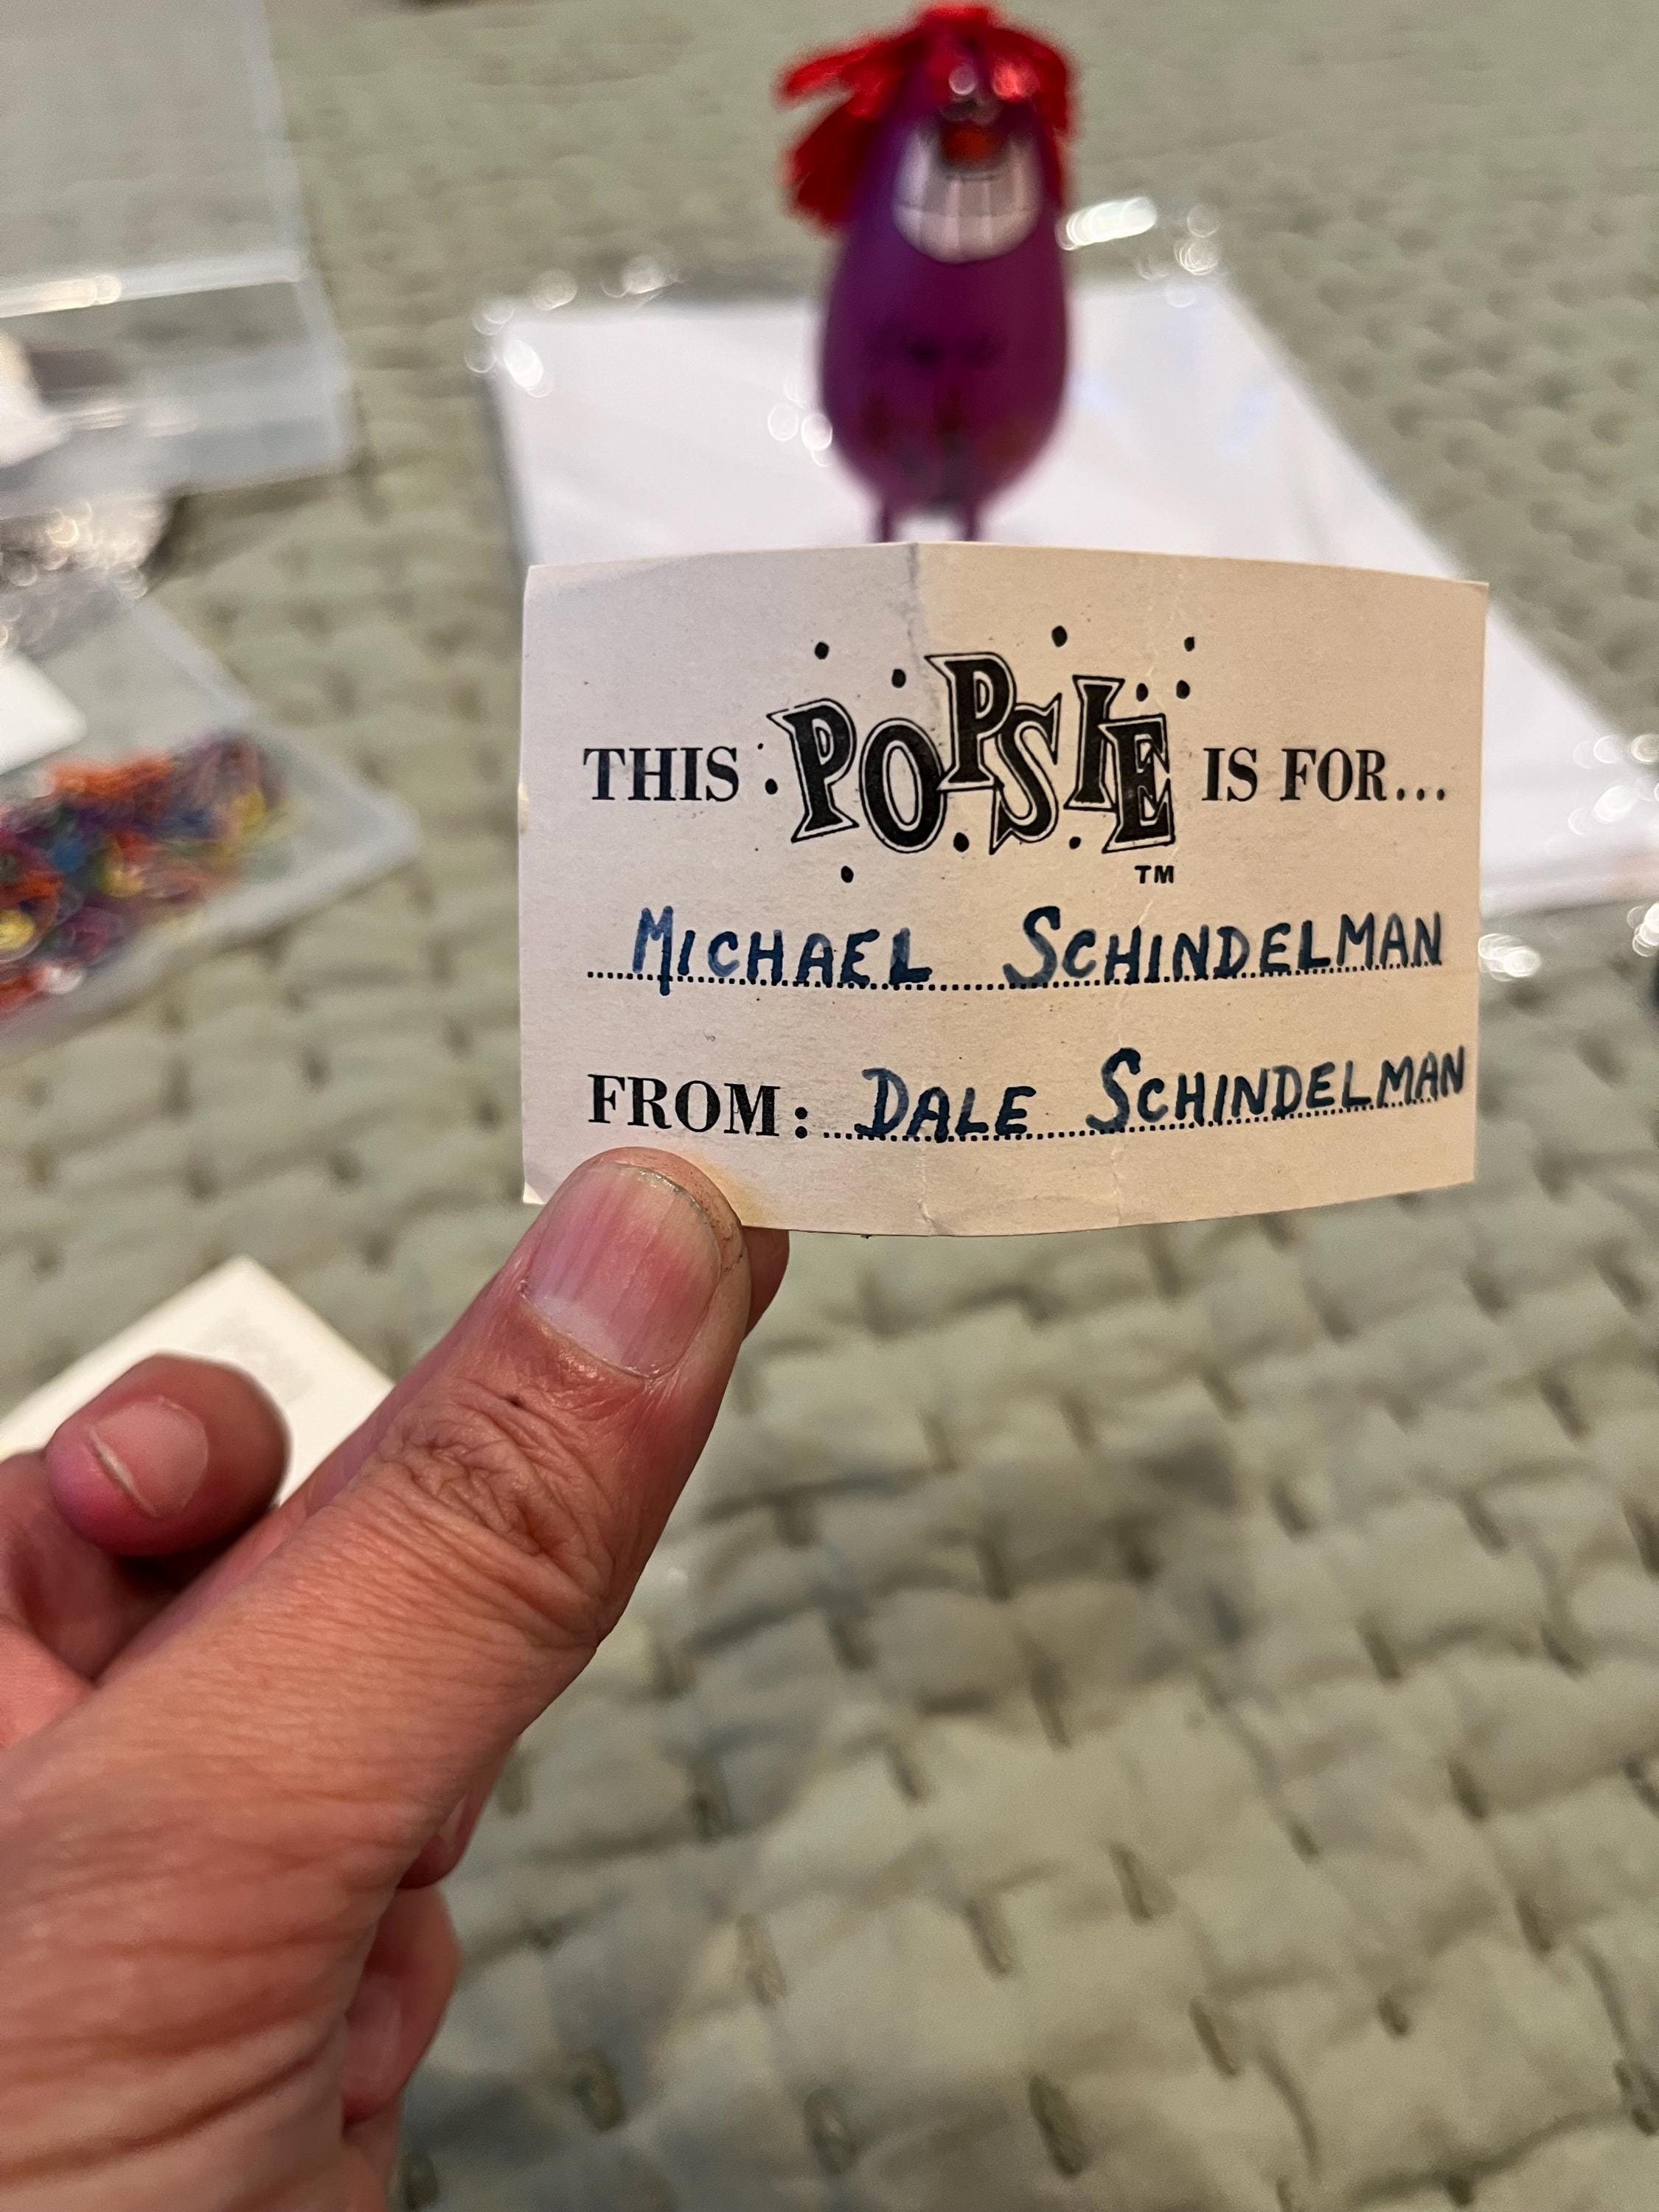 THIS POPSIE IS FOR...
TM
MICHAEL SCHINDELMAN
FROM: DALE SCHINDELMAN